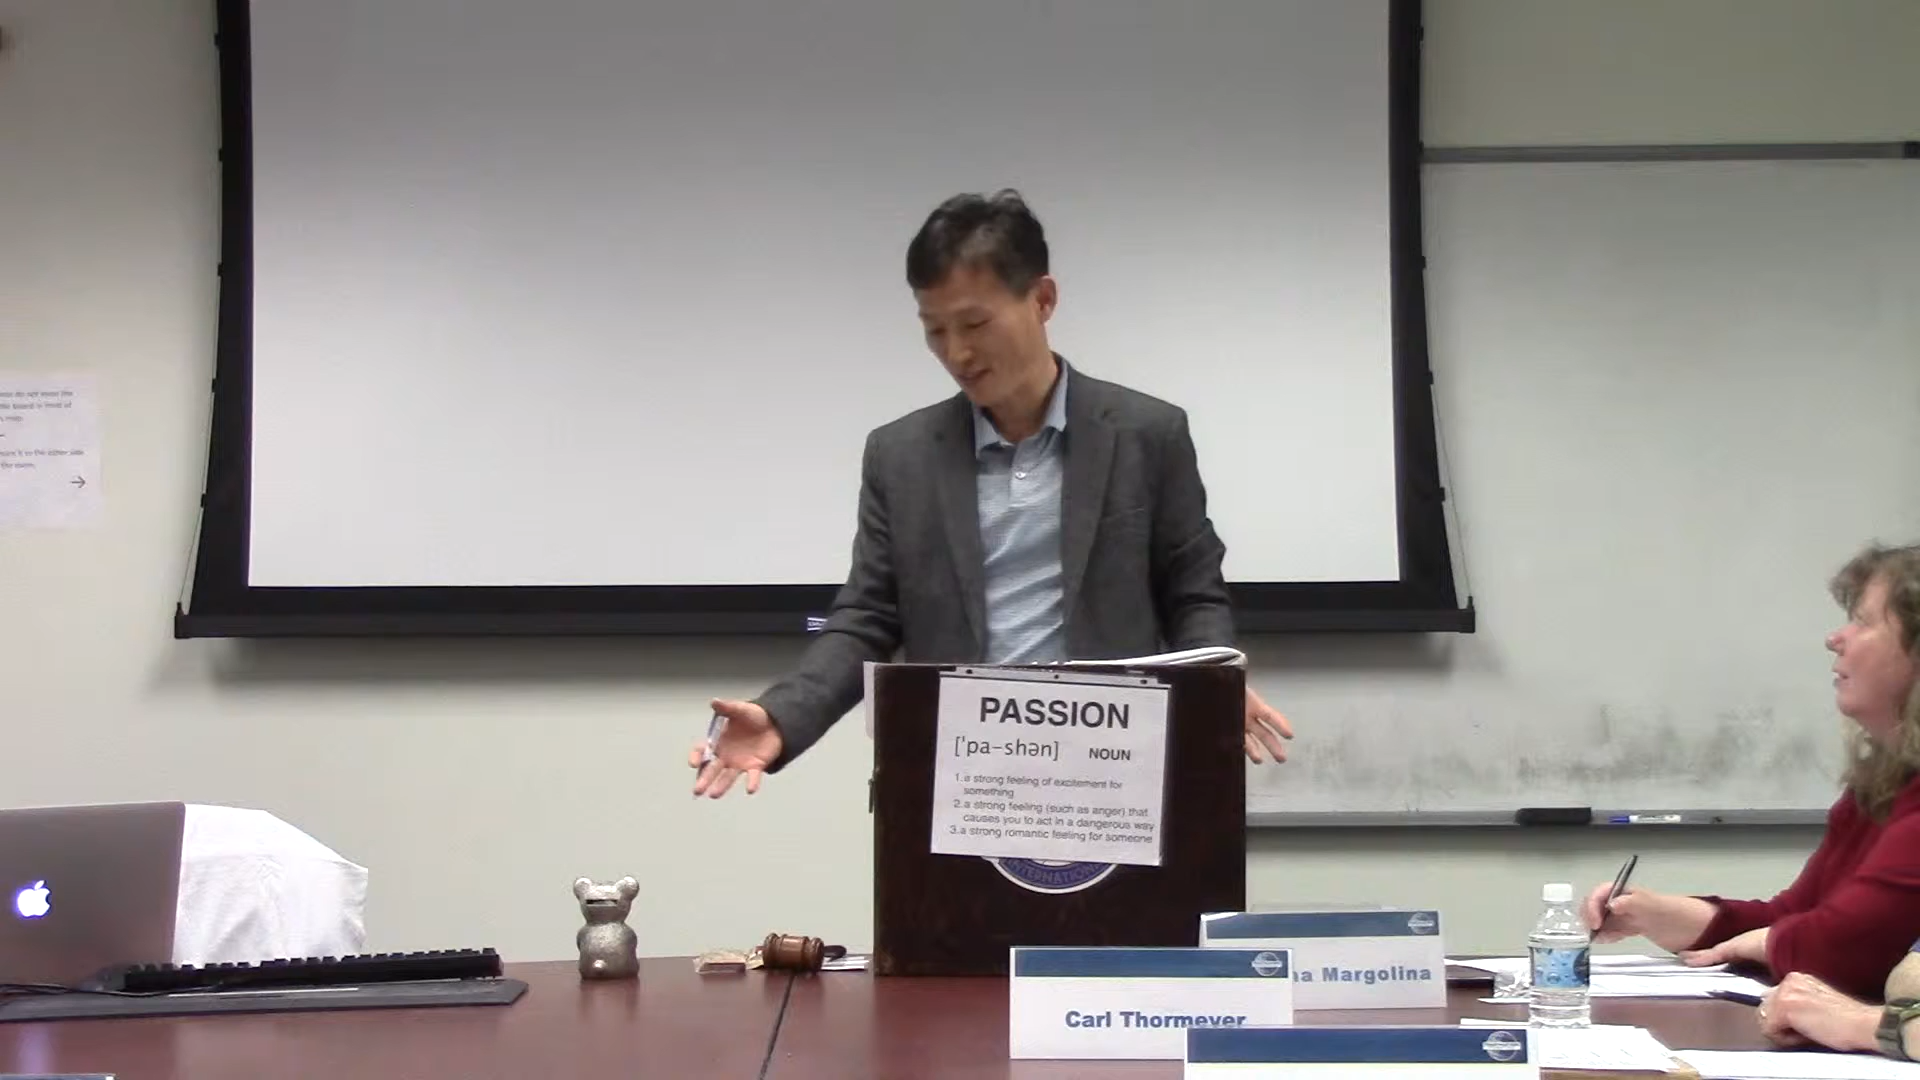 PASSION
['pa-shən] NOUN
1. a strong feeling of excitement for
something
2. a strong feeling (such as anger) that
causes you to act in a dangerous way
3. a strong romantic feeling for someone
INTERNATIONAL
Margolina
Carl Thormeyer